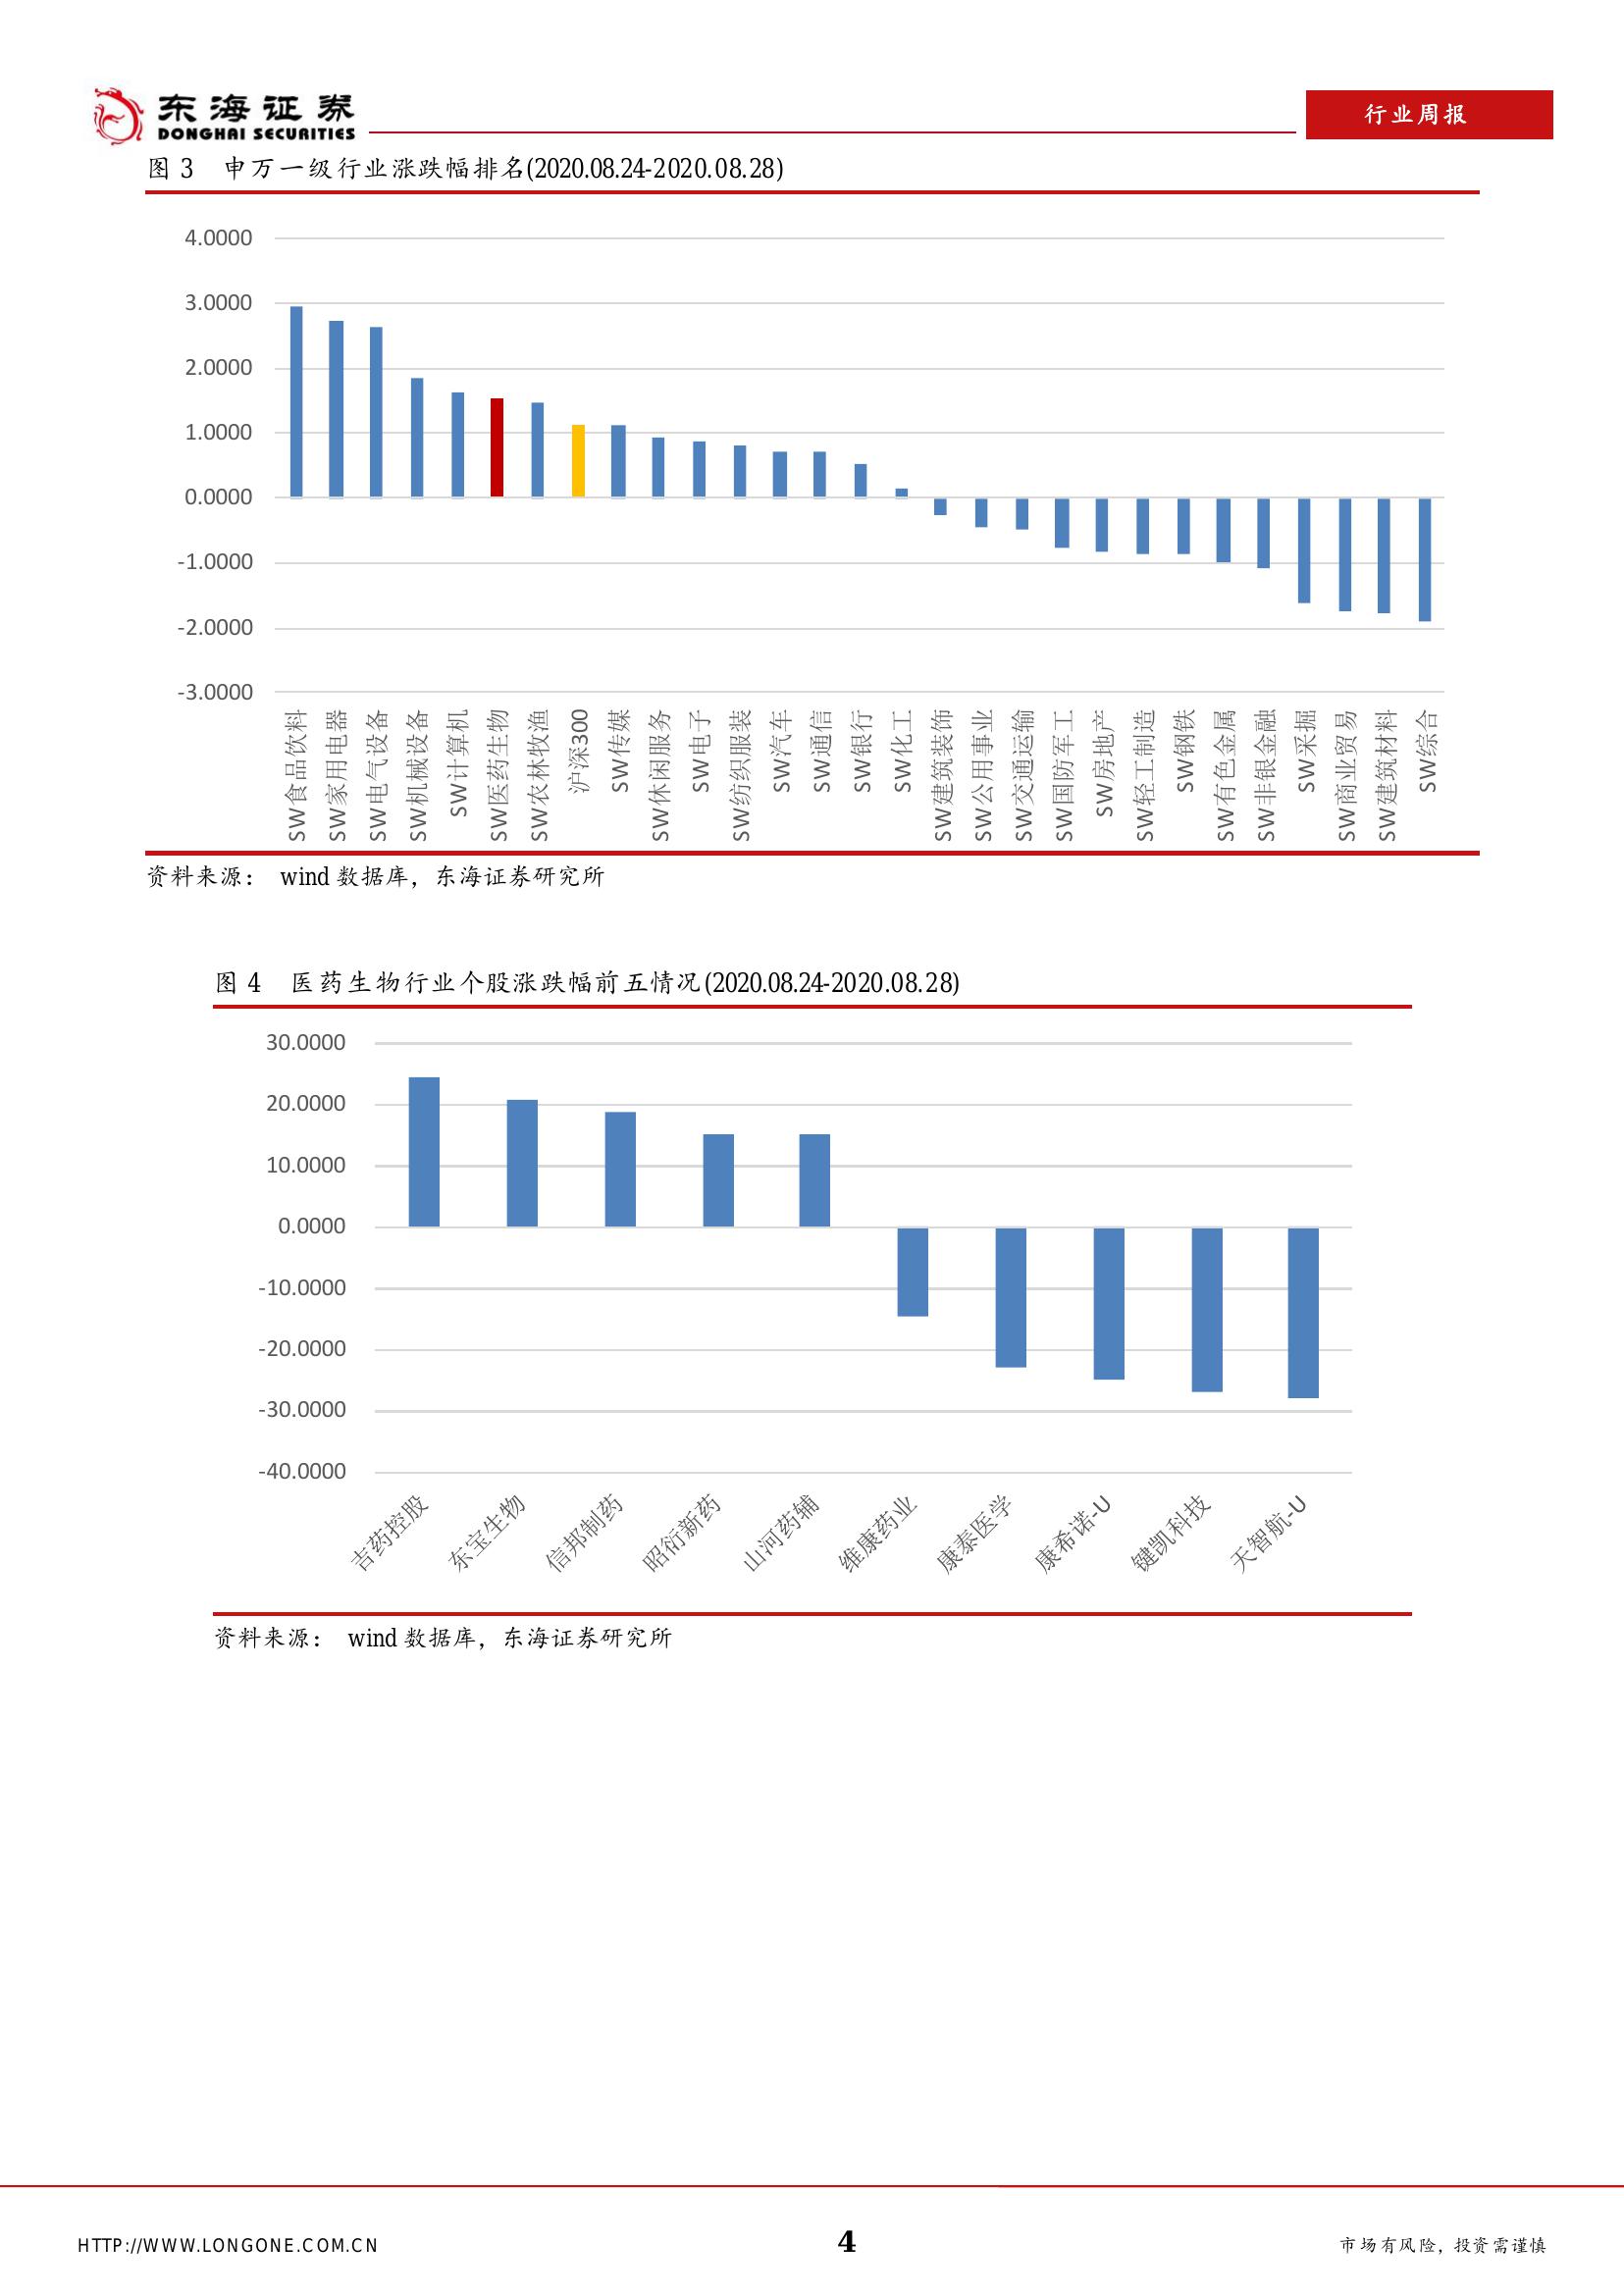 东海证券
DONGHAI SECURITIES
行业周报
图 3 申万一级行业涨跌幅排名(2020.08.24-2020.08.28)
4.0000
3.0000
2.0000
1.0000
0.0000
-1.0000
-2.0000
-3.0000
SW食品饮料
SW家用电器
SW电气设备
SW机械设备
SW计算机
SW医药生物
SW农林牧渔
沪深300
SW传媒
SW休闲服务
SW电子
SW纺织服装
SW汽车
SW通信
SW银行
SW化工
SW建筑装饰
SW公用事业
SW交通运输
SW国防军工
SW房地产
SW轻工制造
SW钢铁
SW有色金属
SW非银金融
SW采掘
SW商业贸易
SW建筑材料
SW综合
资料来源： wind 数据库，东海证券研究所
图 4 医药生物行业个股涨跌幅前五情况(2020.08.24-2020.08.28)
30.0000
20.0000
10.0000
0.0000
-10.0000
-20.0000
-30.0000
-40.0000
吉药控股
东宝生物
信邦制药
昭衍新药
山河药辅
维康药业
康泰医学
康希诺-U
键凯科技
天智航-U
资料来源： wind 数据库，东海证券研究所
HTTP://WWW.LONGONE.COM.CN
4
市场有风险，投资需谨慎